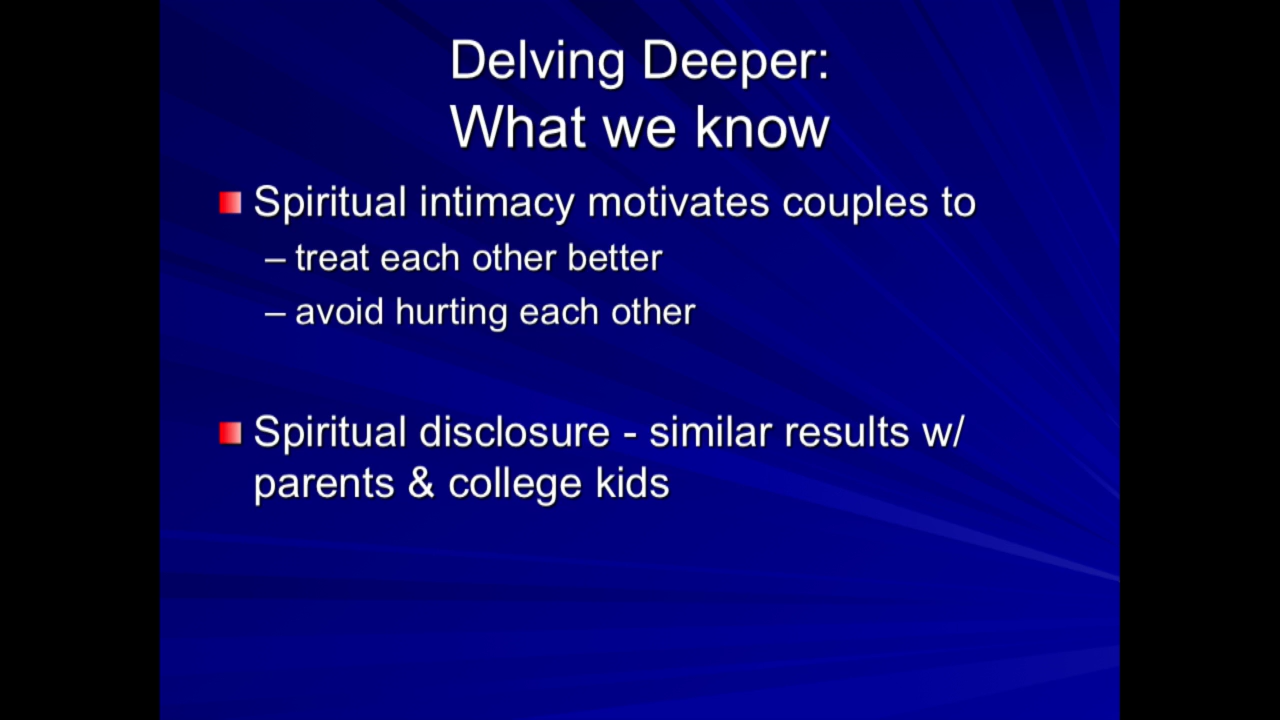 Delving Deeper:
What we know
Spiritual intimacy motivates couples to
– treat each other better
– avoid hurting each other
Spiritual disclosure - similar results w/
parents & college kids